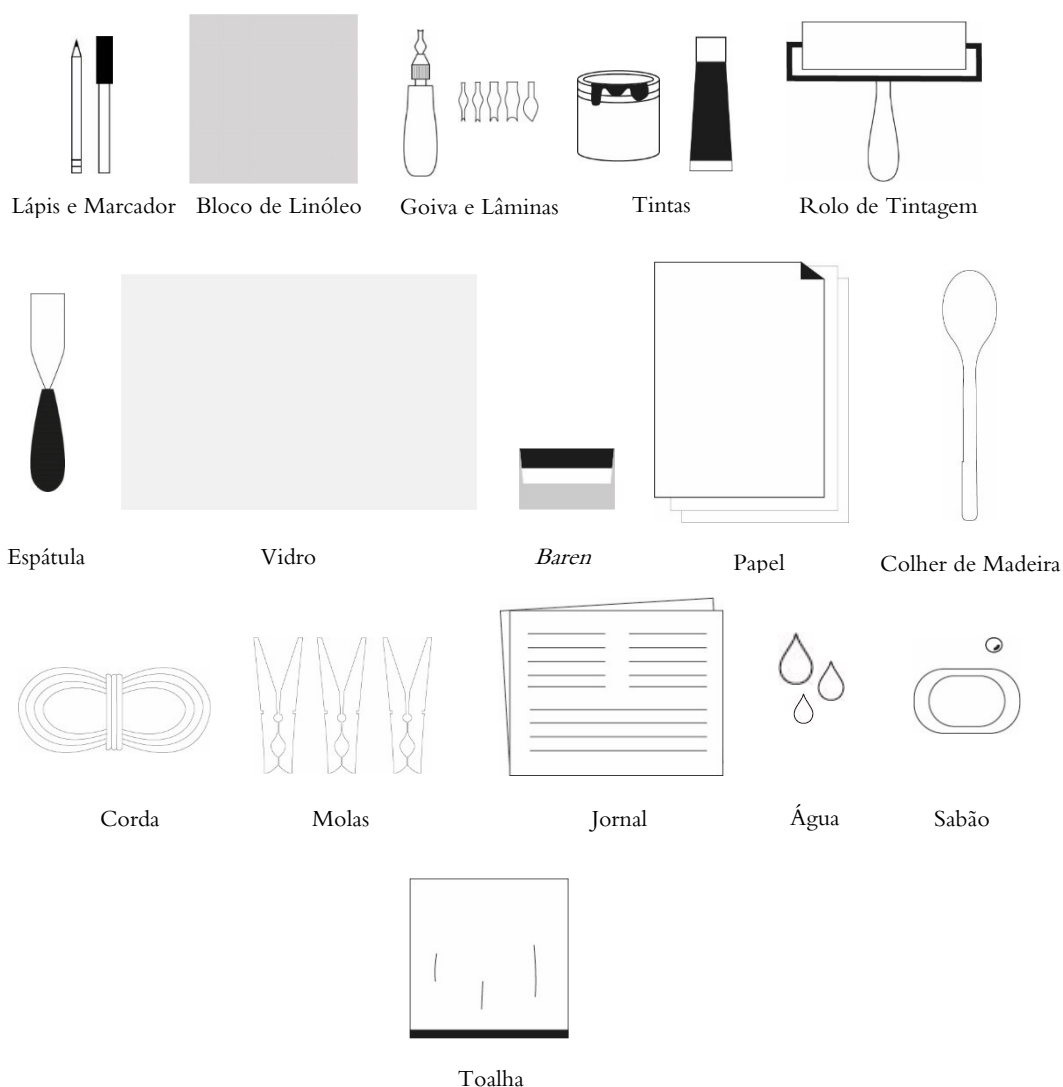 Lápis e Marcador
Bloco de Linóleo
Goiva e Lâminas
Tintas
Rolo de Tintagem
Espátula
Vidro
Baren
Papel
Colher de Madeira
Corda
Molas
Jornal
Água
Sabão
Toalha